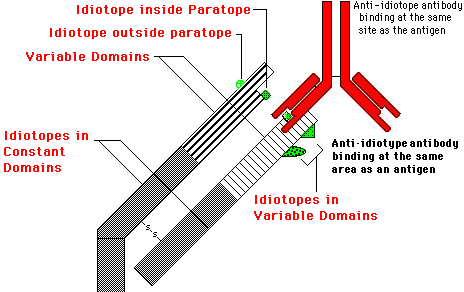 Idiotope inside Paratope
Idiotope outside paratope
Variable Domains
Idiotopes in
Constant
Domains
S-S
Idiotopes in
Variable Domains
Anti-idiotope antibody
binding at the same
site as the antigen
Anti-idiotype antibody
binding at the same
area as an antigen